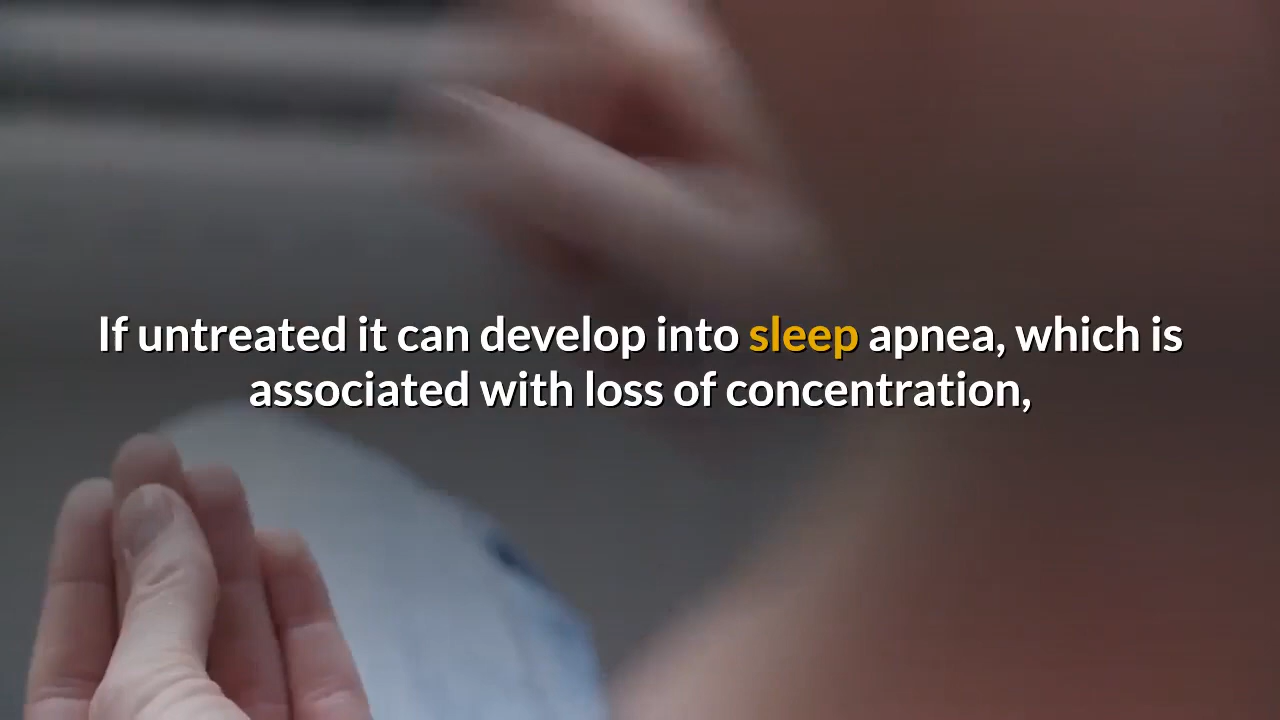 If untreated it can develop into sleep apnea, which is
associated with loss of concentration,